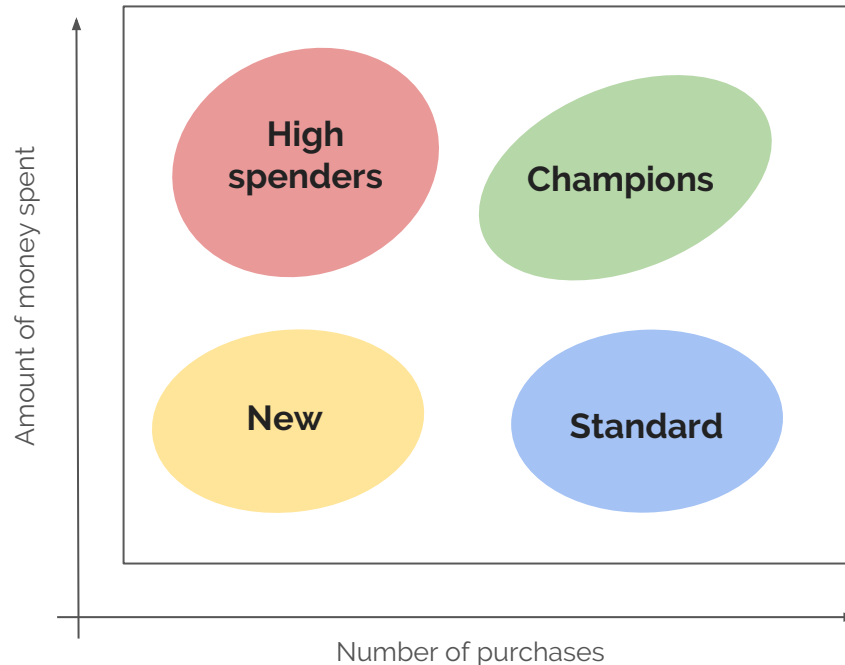 High
spenders
Champions
Amount of money spent
New
Standard
Number of purchases